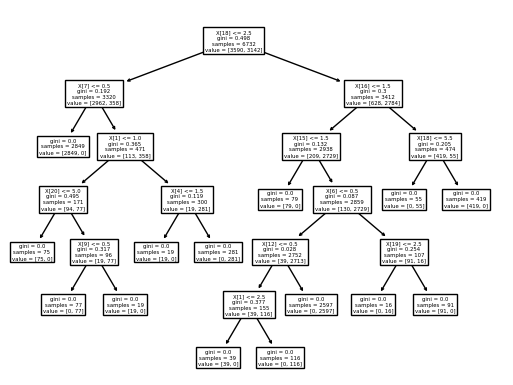 X[18] <= 2.5
gini = 0.498
samples = 6732
value = [3590, 3142]
X[7] <= 0.5
gini = 0.192
samples = 3320
value = [2962, 358]
X[16] <= 1.5
gini = 0.3
samples = 3412
value = [628, 2784]
gini = 0.0
samples = 2849
value = [2849, 0]
X[1] <= 1.0
gini = 0.365
samples = 471
value = [113, 358]
X[15] <= 1.5
gini = 0.132
samples = 2938
value = [209, 2729]
X[18] <= 5.5
gini = 0.205
samples = 474
value = [419, 55]
X[20] <= 5.0
gini = 0.495
samples = 171
value = [94, 77]
X[4] <= 1.5
gini = 0.119
samples = 300
value = [19, 281]
gini = 0.0
samples = 79
value = [79, 0]
X[6] <= 0.5
gini = 0.087
samples = 2859
value = [130, 2729]
gini = 0.0
samples = 55
value = [0, 55]
gini = 0.0
samples = 419
value = [419, 0]
gini = 0.0
samples = 75
value = [75, 0]
X[9] <= 0.5
gini = 0.317
samples = 96
value = [19, 77]
gini = 0.0
samples = 19
value = [19, 0]
gini = 0.0
samples = 281
value = [0, 281]
X[12] <= 0.5
gini = 0.028
samples = 2752
value = [39, 2713]
X[19] <= 2.5
gini = 0.254
samples = 107
value = [91, 16]
gini = 0.0
samples = 77
value = [0, 77]
gini = 0.0
samples = 19
value = [19, 0]
X[1] <= 2.5
gini = 0.377
samples = 155
value = [39, 116]
gini = 0.0
samples = 2597
value = [0, 2597]
gini = 0.0
samples = 16
value = [0, 16]
gini = 0.0
samples = 91
value = [91, 0]
gini = 0.0
samples = 39
value = [39, 0]
gini = 0.0
samples = 116
value = [0, 116]